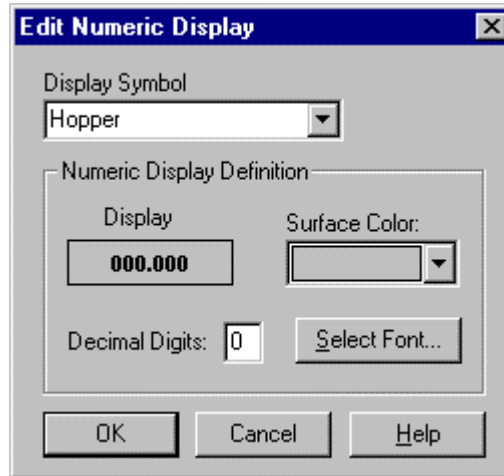 Edit Numeric Display
Display Symbol
Hopper
Numeric Display Definition
Display
Surface Color:
000.000
Decimal Digits: 0
Select Font...
OK
Cancel
Help